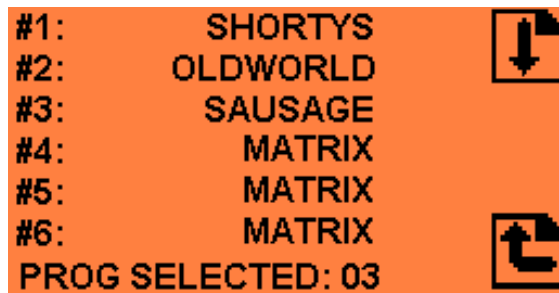 #1: SHORTYS
#2: OLDWORLD
#3: SAUSAGE
#4: MATRIX
#5: MATRIX
#6: MATRIX
PROG SELECTED: 03